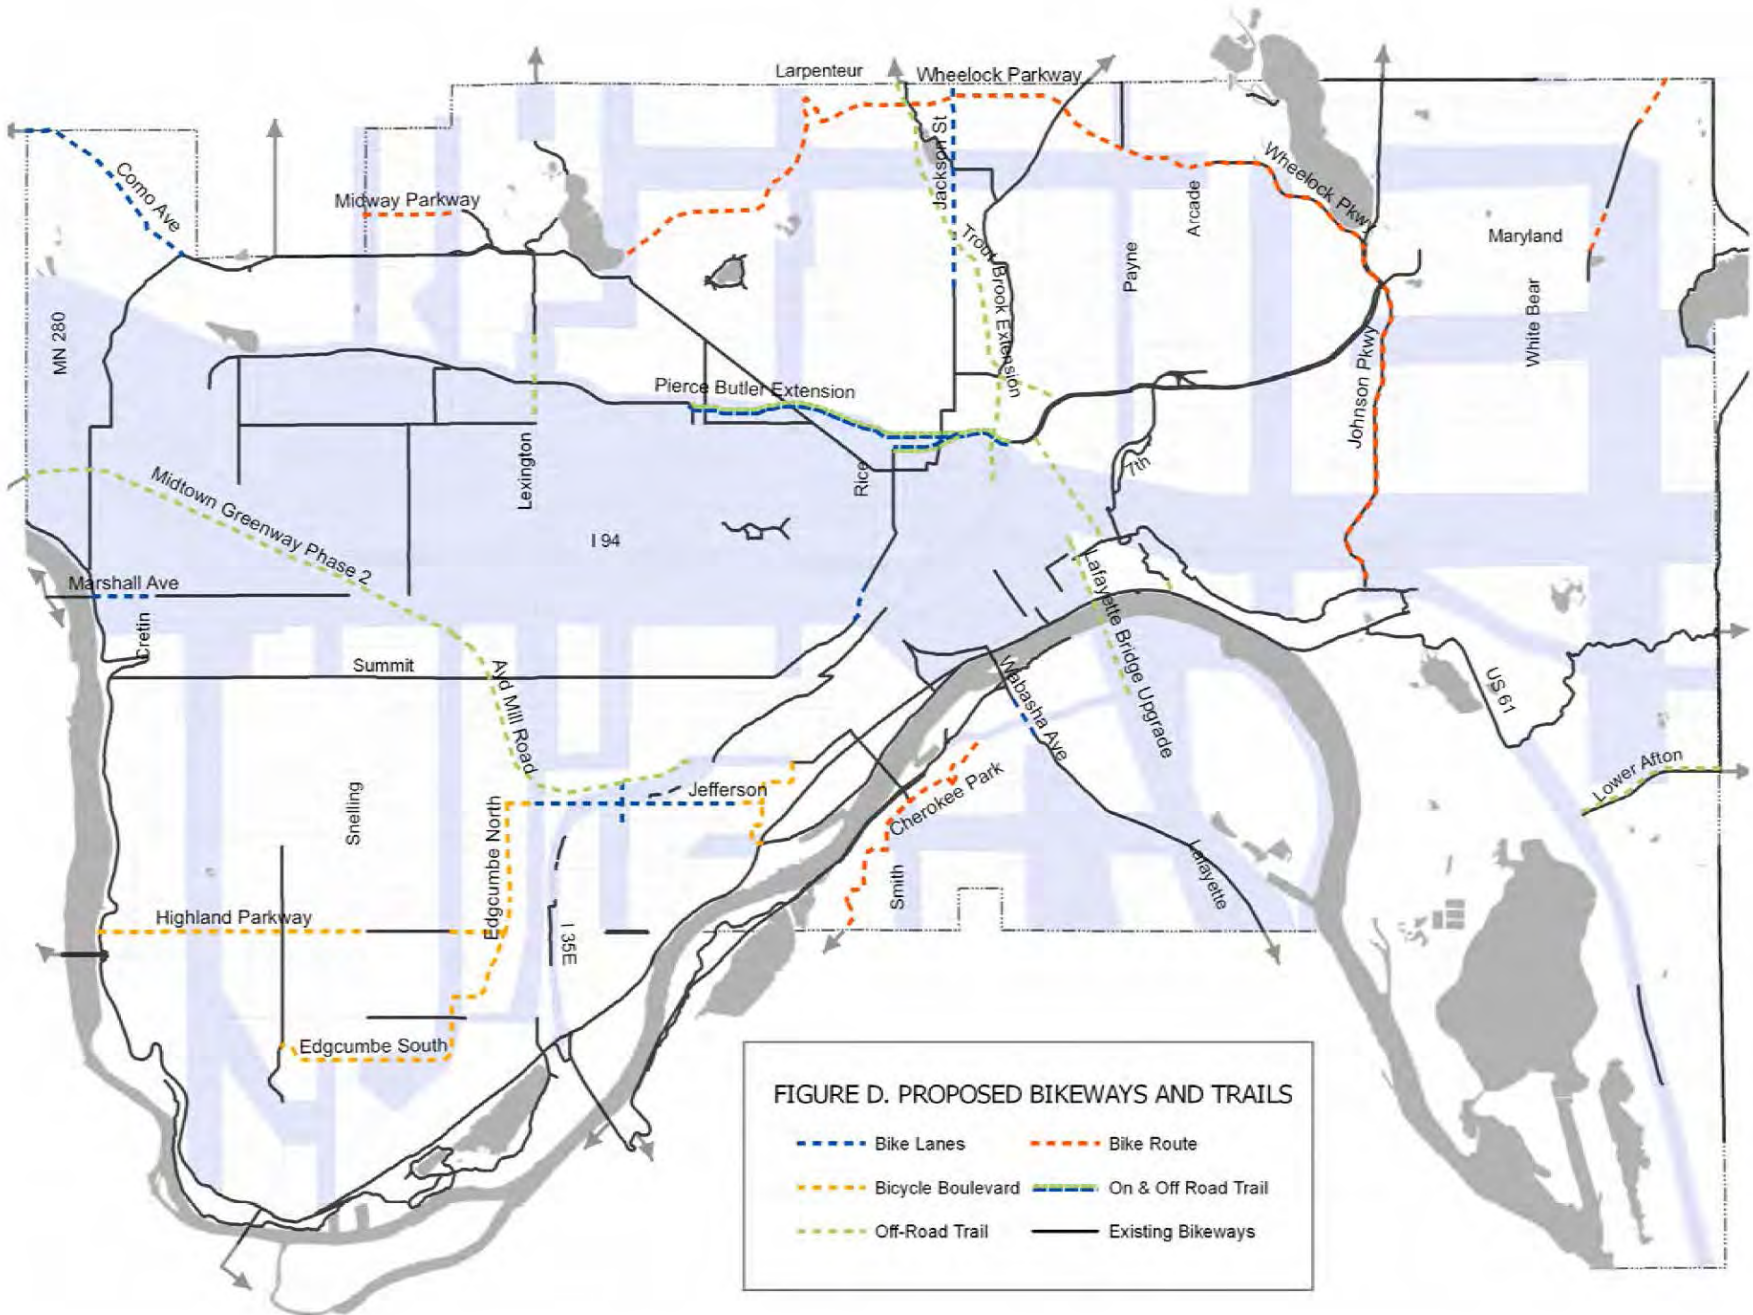 Larpenteur
Wheelock Parkway
Como Ave
Midway Parkway
Jackson St
Wheelock Pkwy
Arcade
Payne
Maryland
Trout Brook Extension
MN 280
White Bear
Johnson Pkwy
Pierce Butler Extension
Lexington
Rice
7th
Midtown Greenway Phase 2
I 94
Marshall Ave
Cretin
Summit
Ayd Mill Road
Lafayette Bridge Upgrade
Wabasha Ave
US 61
Lower Afton
Snelling
Jefferson
Edgcumbe North
Cherokee Park
Smith
Lafayette
Highland Parkway
I 35E
Edgcumbe South
FIGURE D. PROPOSED BIKEWAYS AND TRAILS
Bike Lanes
Bike Route
Bicycle Boulevard
On & Off Road Trail
Off-Road Trail
Existing Bikeways